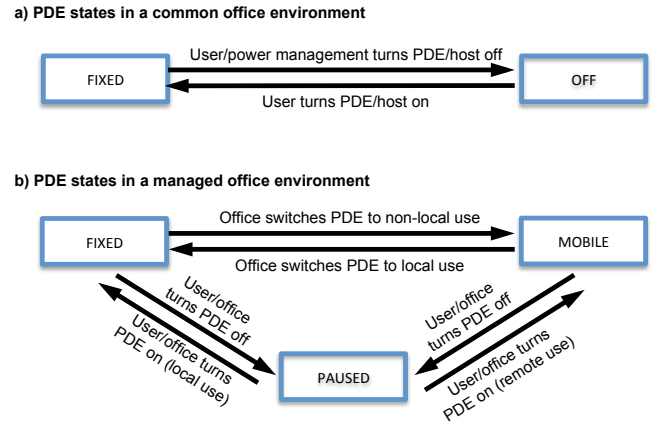 a) PDE states in a common office environment
User/power management turns PDE/host off
FIXED
OFF
User turns PDE/host on
b) PDE states in a managed office environment
Office switches PDE to non-local use
FIXED
MOBILE
Office switches PDE to local use
User/office
turns PDE off
User/office
turns PDE off
User/office turns
PDE on (local use)
PAUSED
User/office turns
PDE on (remote use)